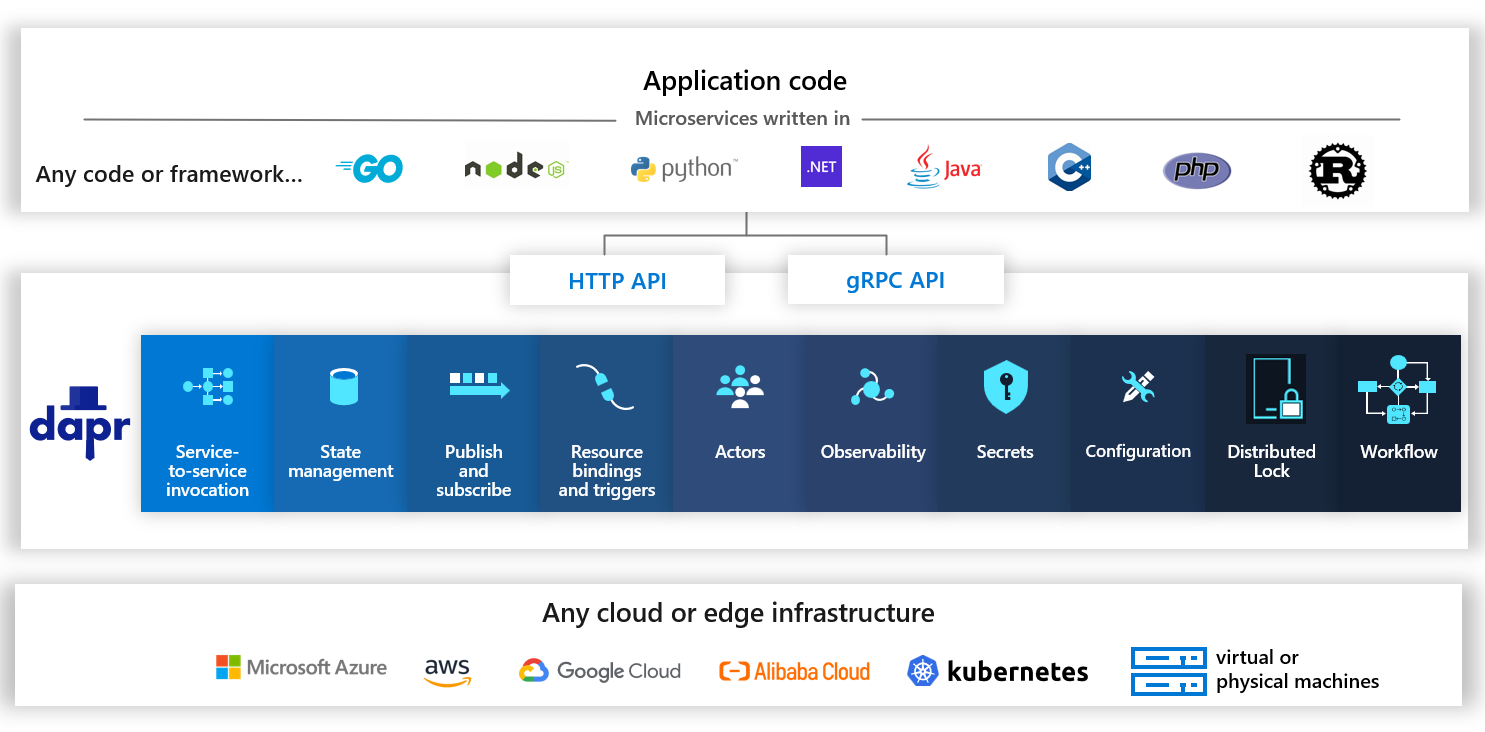 Application code
Microservices written in
Any code or framework...
GO
node
JS
python™
.NET
Java
C++
php
R
HTTP API
gRPC API
dapr
Service-
to-service
invocation
State
management
Publish
and
subscribe
Resource
bindings
and triggers
Actors
Observability
Secrets
Configuration
Distributed
Lock
Workflow
Any cloud or edge infrastructure
Microsoft Azure
aws
Google Cloud
Alibaba Cloud
kubernetes
virtual or
physical machines